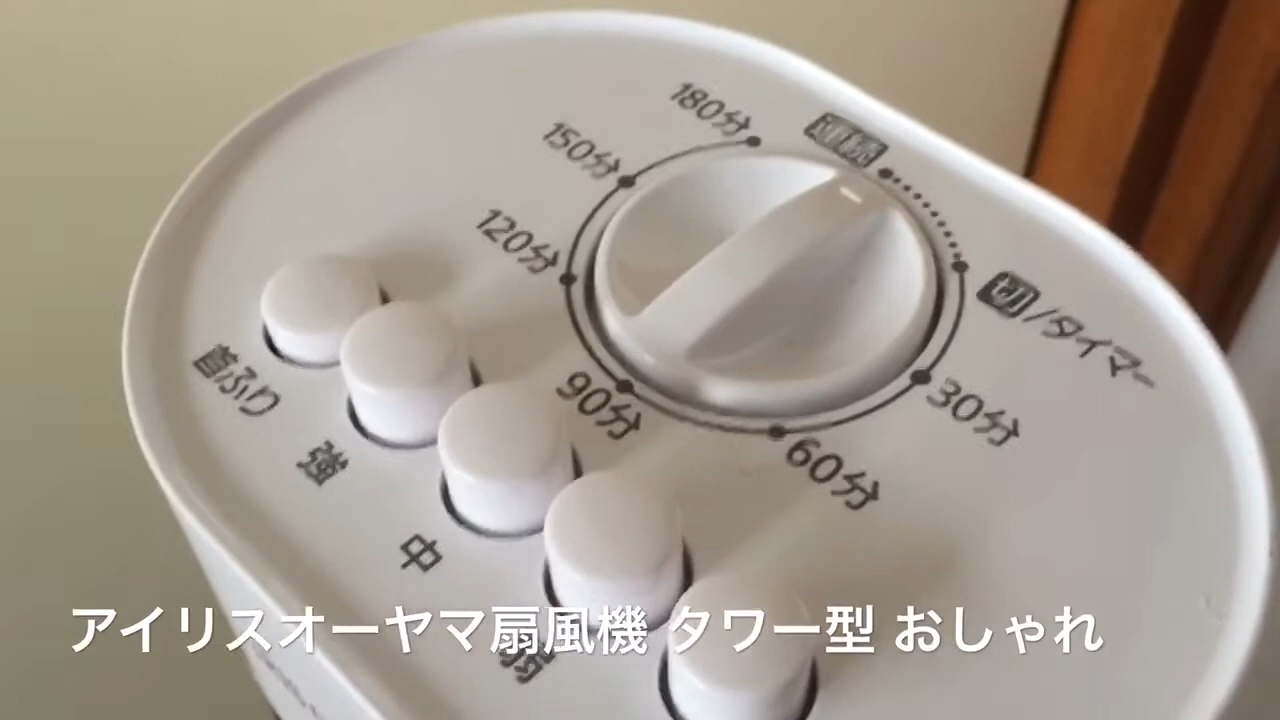 180分
連続
150分
120分
切/タイマー
90分
30分
60分
首ふり
強
中
弱
アイリスオーヤマ扇風機 タワー型 おしゃれ